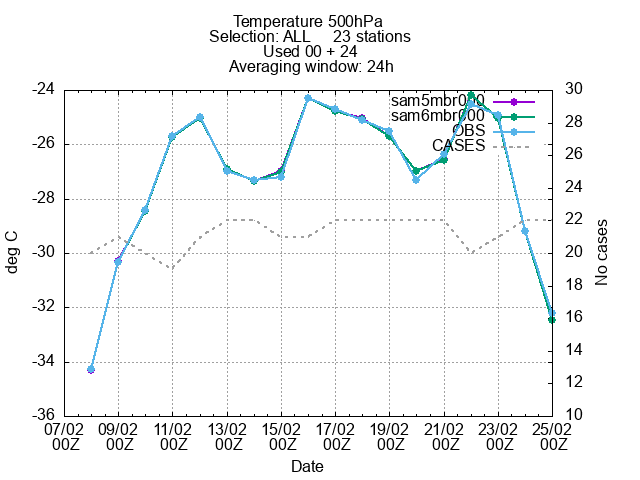 Temperature 500hPa
Selection: ALL 23 stations
Used 00 + 24
Averaging window: 24h
-24
-26
-28
-30
-32
-34
-36
deg C
30
28
26
24
22
20
18
16
14
12
10
No cases
sam5mbr000
sam6mbr000
OBS
CASES
07/02 09/02 11/02 13/02 15/02 17/02 19/02 21/02 23/02 25/02
00Z 00Z 00Z 00Z 00Z 00Z 00Z 00Z 00Z 00Z
Date